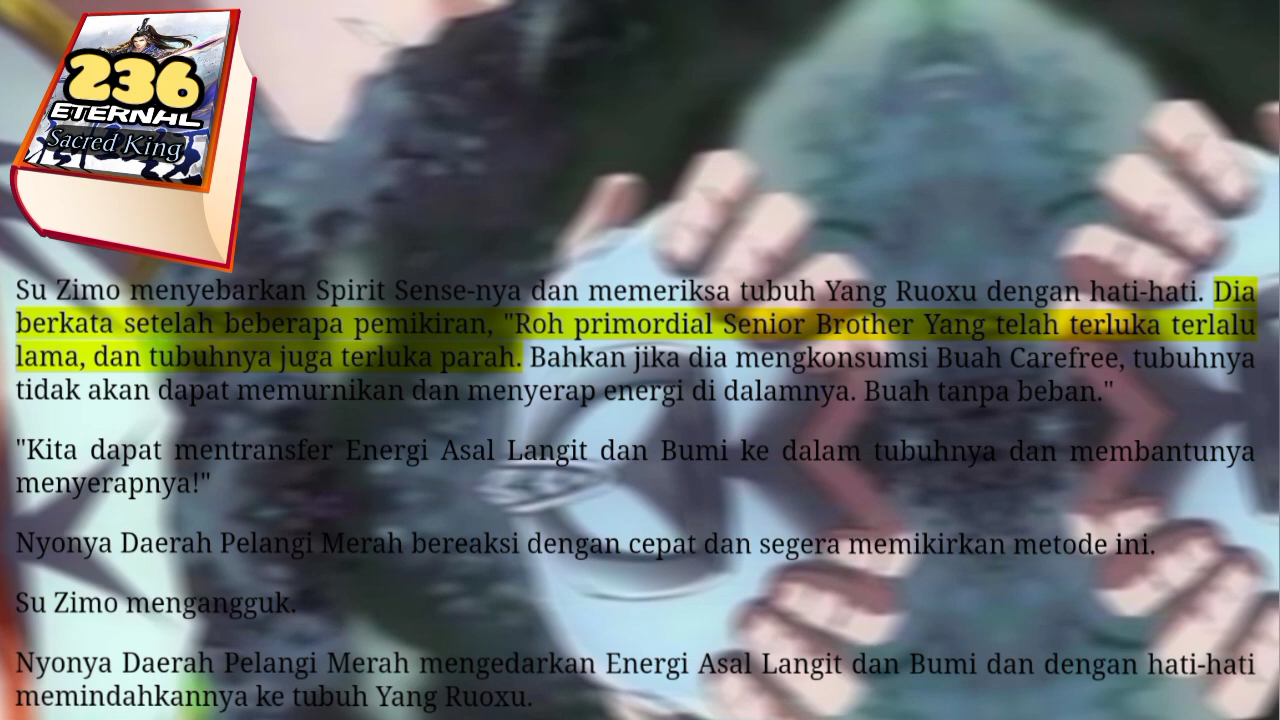 236
ETERNAL
Sacred King
Su Zimo menyebarkan Spirit Sense-nya dan memeriksa tubuh Yang Ruoxu dengan hati-hati. Dia
berkata setelah beberapa pemikiran, "Roh primordial Senior Brother Yang telah terluka terlalu
lama, dan tubuhnya juga terluka parah. Bahkan jika dia mengkonsumsi Buah Carefree, tubuhnya
tidak akan dapat memurnikan dan menyerap energi di dalamnya. Buah tanpa beban."
"Kita dapat mentransfer Energi Asal Langit dan Bumi ke dalam tubuhnya dan membantunya
menyerapnya!"
Nyonya Daerah Pelangi Merah bereaksi dengan cepat dan segera memikirkan metode ini.
Su Zimo mengangguk.
Nyonya Daerah Pelangi Merah mengedarkan Energi Asal Langit dan Bumi dan dengan hati-hati
memindahkannya ke tubuh Yang Ruoxu.